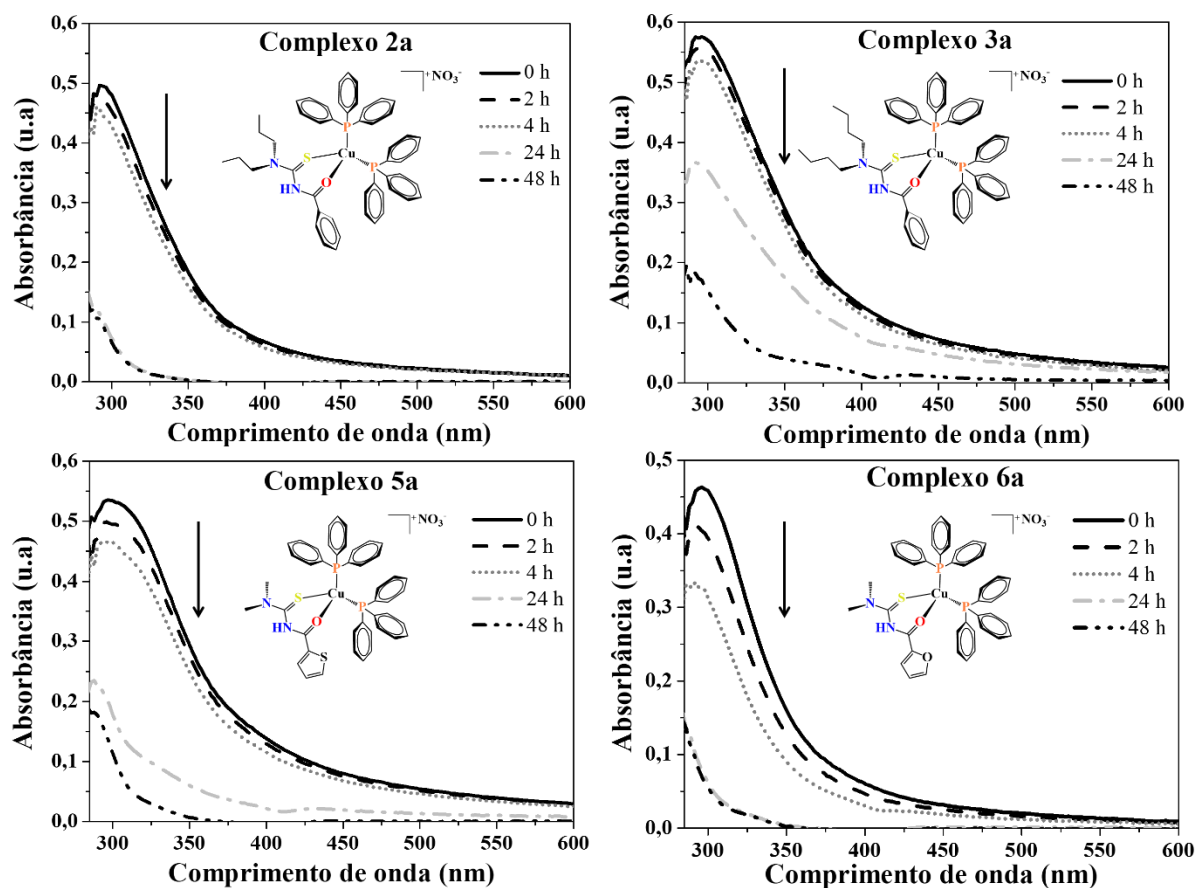 Complexo 2a
0 h
2 h
4 h
24 h
48 h
+NO₃⁻
P
P
Cu
S
N
HN
O
0,6
0,5
0,4
0,3
0,2
0,1
0,0
Absorbância (u.a)
300 350 400 450 500 550 600
Comprimento de onda (nm)
Complexo 3a
0 h
2 h
4 h
24 h
48 h
+NO₃⁻
P
P
Cu
S
N
HN
O
0,6
0,5
0,4
0,3
0,2
0,1
0,0
Absorbância (u.a)
300 350 400 450 500 550 600
Comprimento de onda (nm)
Complexo 5a
0 h
2 h
4 h
24 h
48 h
+NO₃⁻
P
P
Cu
S
N
HN
O
S
0,6
0,5
0,4
0,3
0,2
0,1
0,0
Absorbância (u.a)
300 350 400 450 500 550 600
Comprimento de onda (nm)
Complexo 6a
0 h
2 h
4 h
24 h
48 h
+NO₃⁻
P
P
Cu
S
N
HN
O
O
0,5
0,4
0,3
0,2
0,1
0,0
Absorbância (u.a)
300 350 400 450 500 550 600
Comprimento de onda (nm)